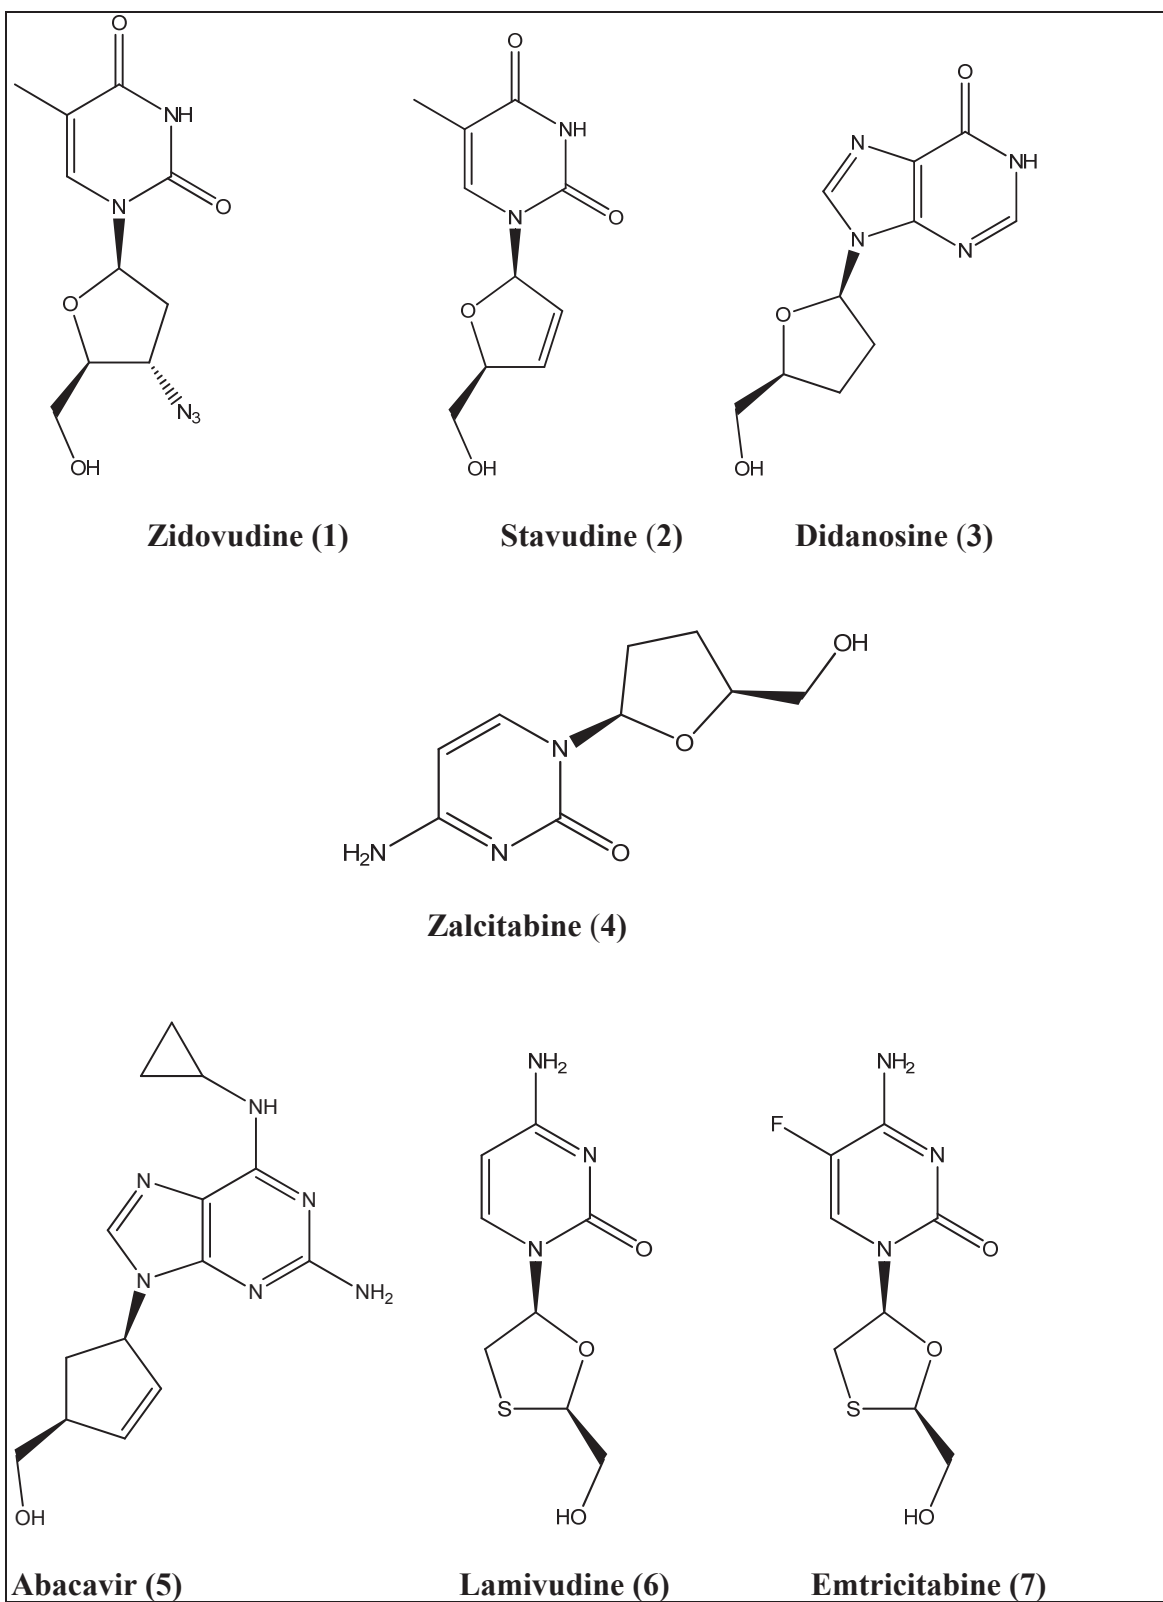 O O O
NH NH N NH
N O N O N N
O O O
N₃
OH OH OH
Zidovudine (1) Stavudine (2) Didanosine (3)
OH
N O
H₂N N O
Zalcitabine (4)
NH NH₂ NH₂
F
N N N N
N N NH₂ N O N O
O O
S S
OH HO HO
Abacavir (5) Lamivudine (6) Emtricitabine (7)